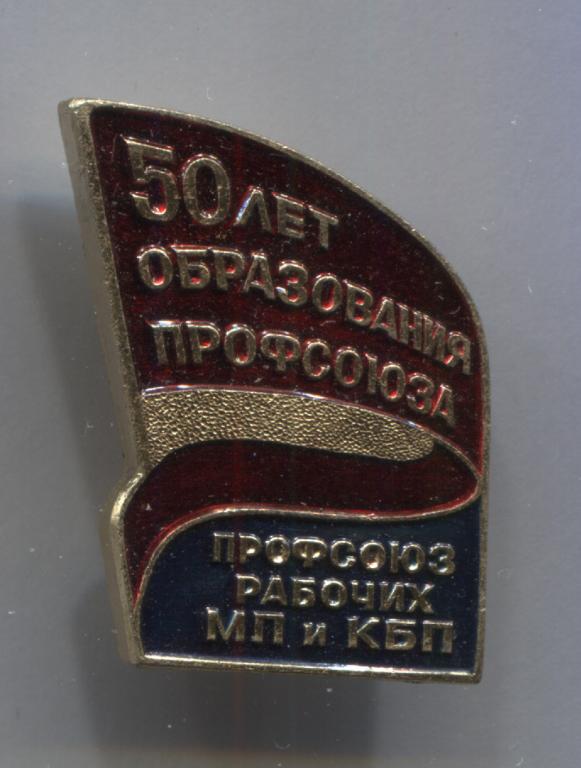 50 ЛЕТ
ОБРАЗОВАНИЯ
ПРОФСОЮЗА
ПРОФСОЮЗ
РАБОЧИХ
МП и КБП